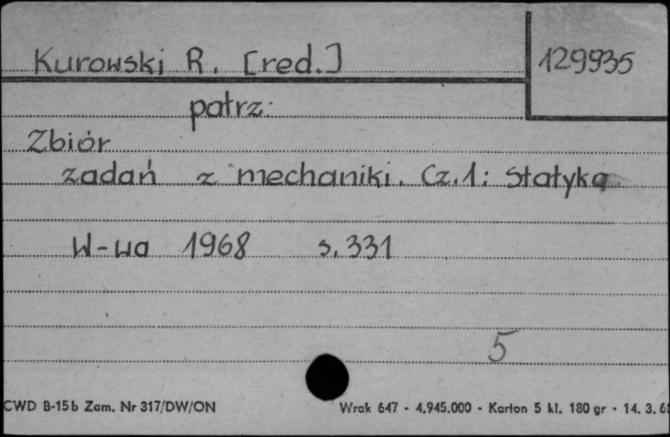 Kurowski R. [red.]
129935
patrz:
Zbiór
zadań z mechaniki. Cz.1: Statyka
W-wa 1968 s. 331
5
CWD B-15b Zam. Nr 317/DW/ON
Wrak 647 - 4.945.000 - Karton 5 kl. 180 gr - 14. 3.